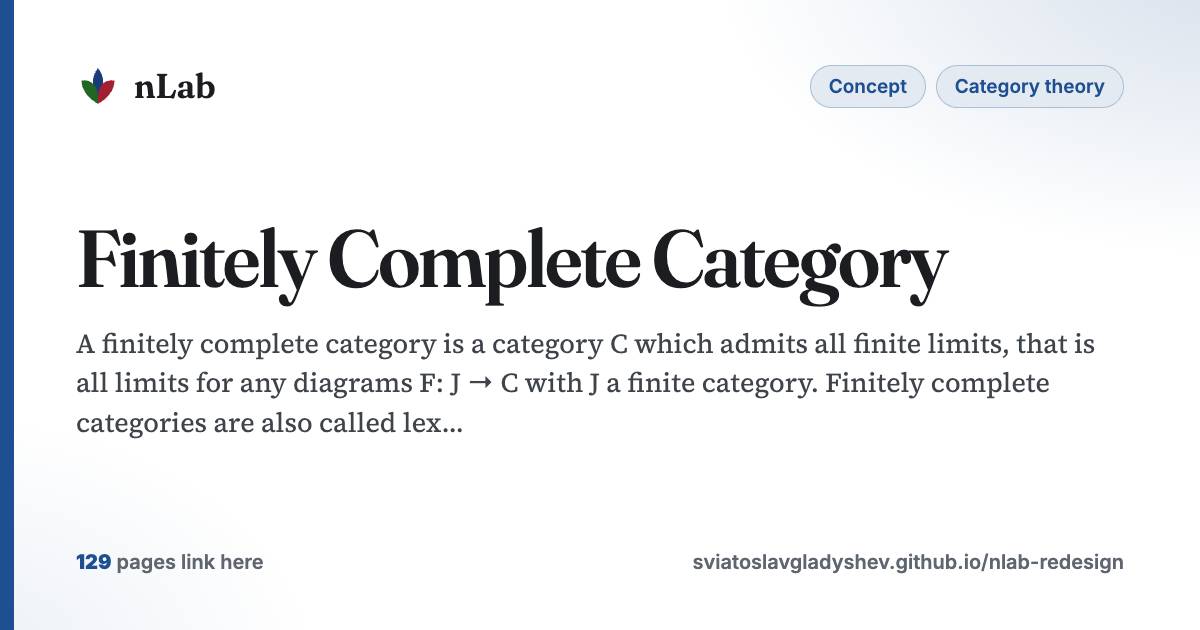 nLab
Concept
Category theory
Finitely Complete Category
A finitely complete category is a category C which admits all finite limits, that is
all limits for any diagrams F: J → C with J a finite category. Finitely complete
categories are also called lex...
129 pages link here
sviatoslavgladyshev.github.io/nlab-redesign